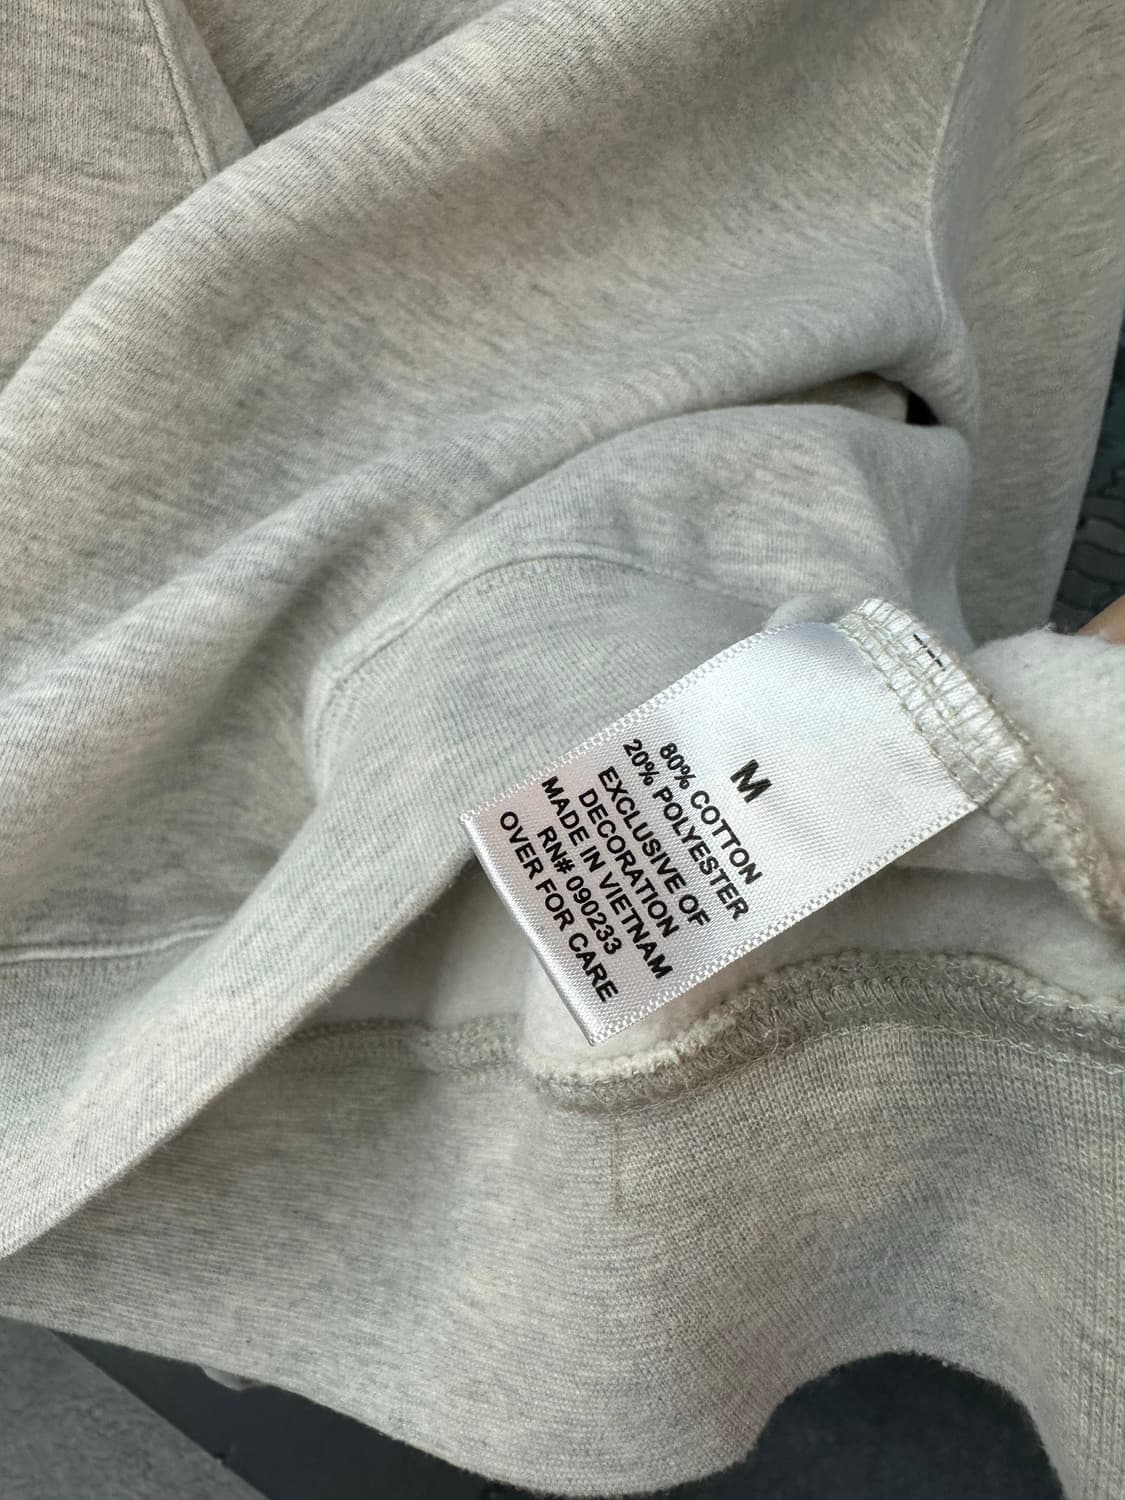 M
80% COTTON
20% POLYESTER
EXCLUSIVE OF
DECORATION
MADE IN VIETNAM
RN# 090233
OVER FOR CARE